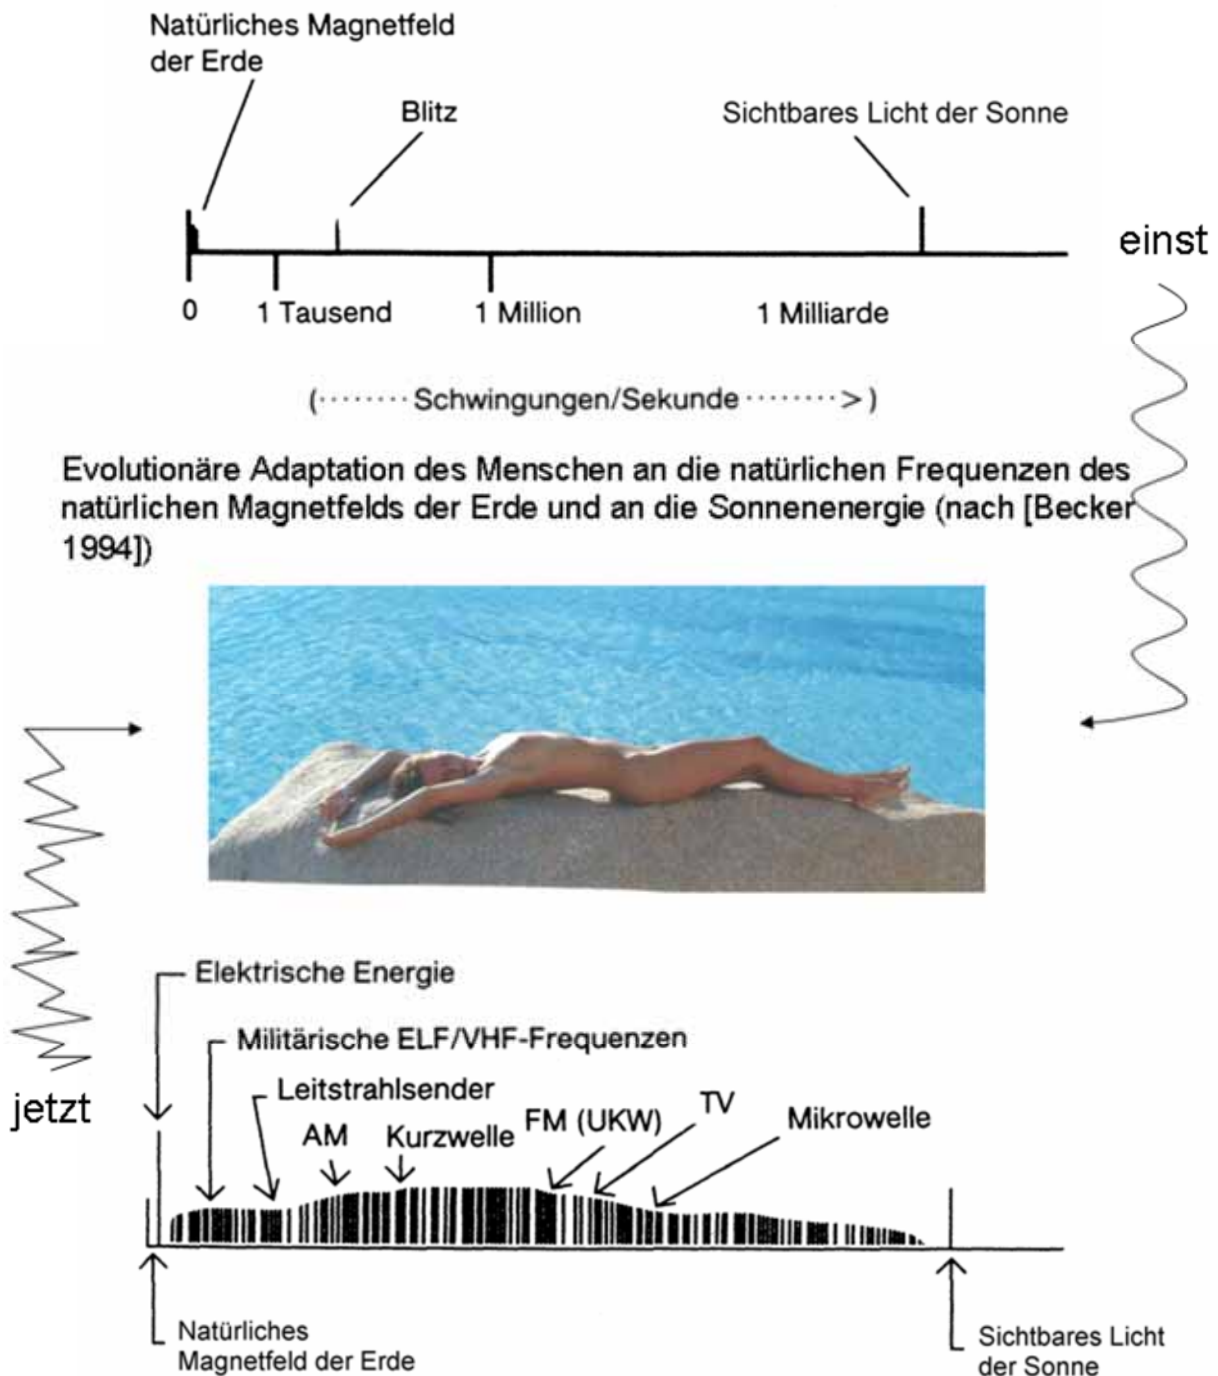 Natürliches Magnetfeld
der Erde
Blitz
Sichtbares Licht der Sonne
einst
0
1 Tausend
1 Million
1 Milliarde
(········ Schwingungen/Sekunde ········>)
Evolutionäre Adaptation des Menschen an die natürlichen Frequenzen des
natürlichen Magnetfelds der Erde und an die Sonnenenergie (nach [Becker
1994])
Elektrische Energie
Militärische ELF/VHF-Frequenzen
Leitstrahlsender
jetzt
AM
Kurzwelle
FM (UKW)
TV
Mikrowelle
Natürliches
Magnetfeld der Erde
Sichtbares Licht
der Sonne